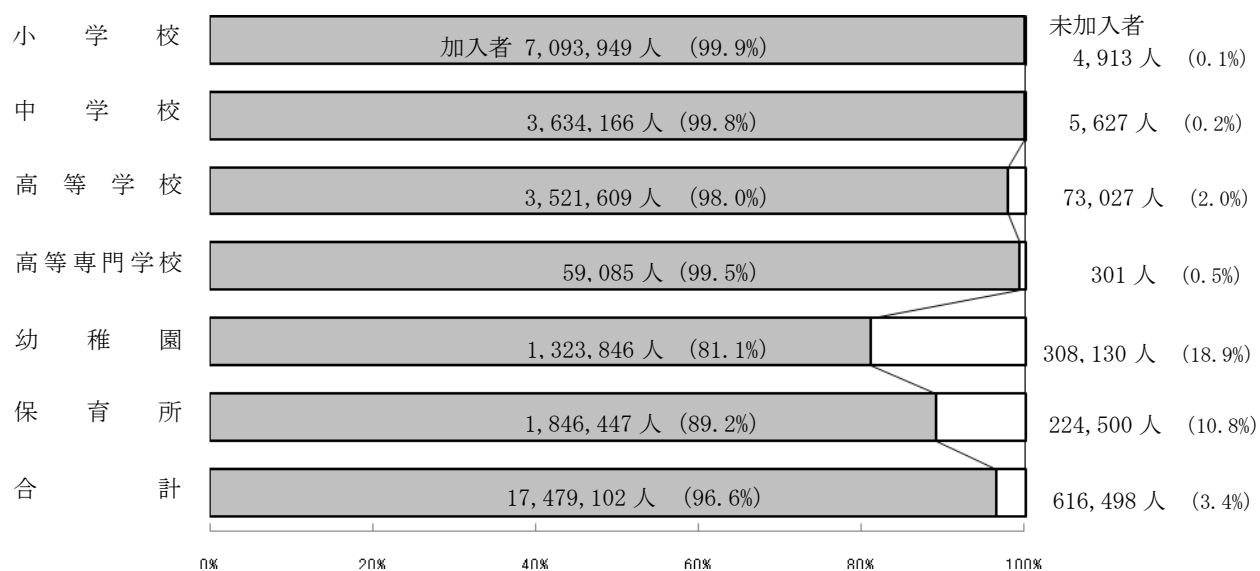 未加入者
小学校 加入者 7,093,949 人 (99.9%) 4,913 人 (0.1%)
中学校 3,634,166 人 (99.8%) 5,627 人 (0.2%)
高等学校 3,521,609 人 (98.0%) 73,027 人 (2.0%)
高等専門学校 59,085 人 (99.5%) 301 人 (0.5%)
幼稚園 1,323,846 人 (81.1%) 308,130 人 (18.9%)
保育所 1,846,447 人 (89.2%) 224,500 人 (10.8%)
合計 17,479,102 人 (96.6%) 616,498 人 (3.4%)
0% 20% 40% 60% 80% 100%